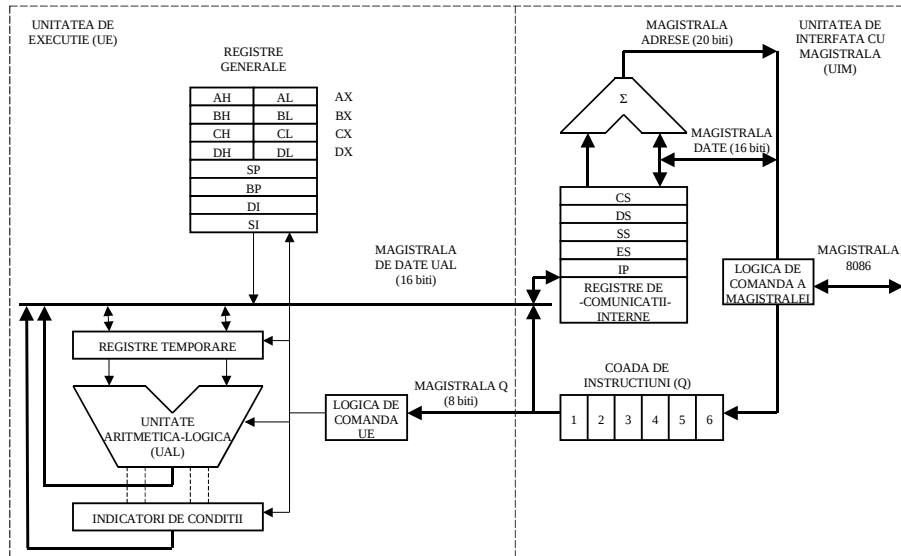 UNITATEA DE
EXECUTIE (UE)
REGISTRE
GENERALE
AH AL AX
BH BL BX
CH CL CX
DH DL DX
SP
BP
DI
SI
MAGISTRALA
DE DATE UAL
(16 biti)
REGISTRE TEMPORARE
UNITATE
ARITMETICA-LOGICA
(UAL)
INDICATORI DE CONDITII
LOGICA DE
COMANDA
UE
MAGISTRALA Q
(8 biti)
MAGISTRALA
ADRESE (20 biti)
UNITATEA DE
INTERFATA CU
MAGISTRALA
(UIM)
Σ
MAGISTRALA
DATE (16 biti)
CS
DS
SS
ES
IP
REGISTRE DE
-COMUNICATII-
INTERNE
LOGICA DE
COMANDA A
MAGISTRALEI
MAGISTRALA
8086
COADA DE
INSTRUCTIUNI (Q)
1 2 3 4 5 6